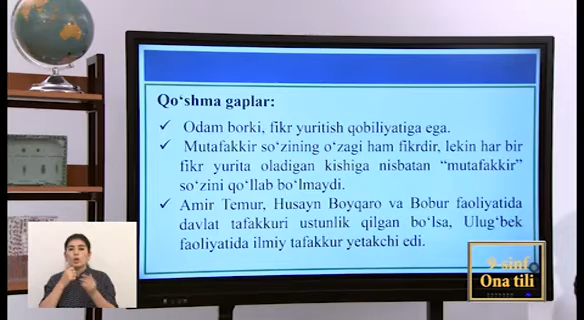 Qo‘shma gaplar:
✓ Odam borki, fikr yuritish qobiliyatiga ega.
✓ Mutafakkir so‘zining o‘zagi ham fikrdir, lekin har bir
fikr yurita oladigan kishiga nisbatan “mutafakkir”
so‘zini qo‘llab bo‘lmaydi.
✓ Amir Temur, Husayn Boyqaro va Bobur faoliyatida
davlat tafakkuri ustunlik qilgan bo‘lsa, Ulug‘bek
faoliyatida ilmiy tafakkur yetakchi edi.
9-sinf
Ona tili